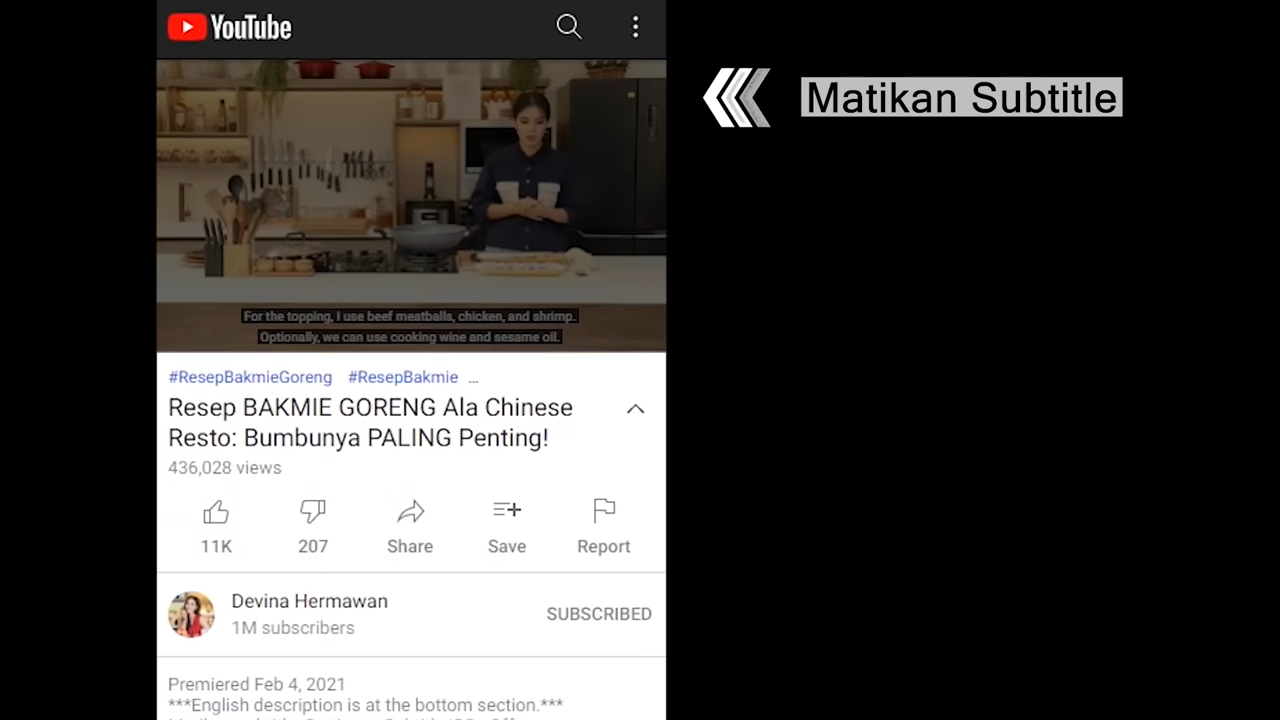 YouTube
Matikan Subtitle
For the topping, I use beef meatballs, chicken, and shrimp.
Optionally, we can use cooking wine and sesame oil.
#ResepBakmieGoreng #ResepBakmie ...
Resep BAKMIE GORENG Ala Chinese
Resto: Bumbunya PALING Penting!
436,028 views
11K 207 Share Save Report
Devina Hermawan
1M subscribers
SUBSCRIBED
Premiered Feb 4, 2021
***English description is at the bottom section.***